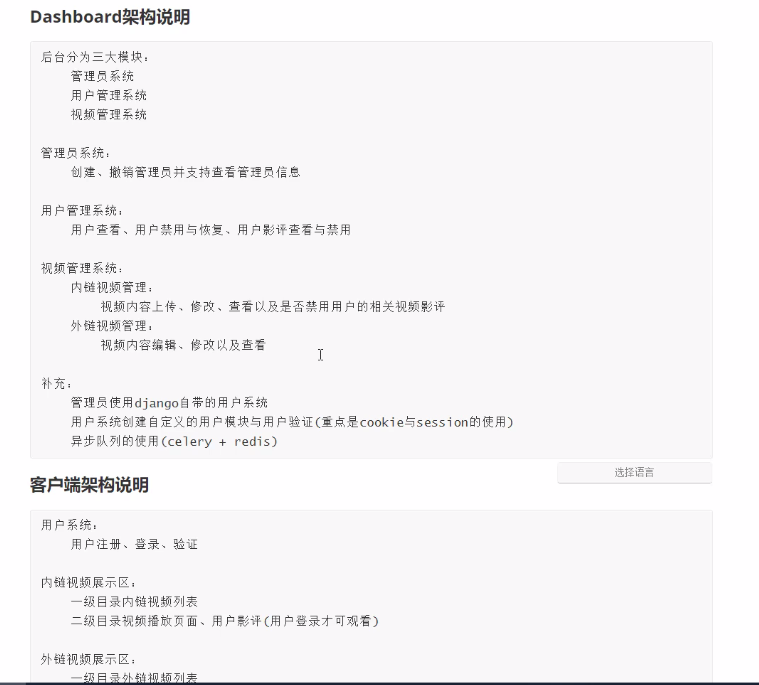 Dashboard架构说明
后台分为三大模块：
管理员系统
用户管理系统
视频管理系统
管理员系统：
创建、撤销管理员并支持查看管理员信息
用户管理系统：
用户查看、用户禁用与恢复、用户影评查看与禁用
视频管理系统：
内链视频管理：
视频内容上传、修改、查看以及是否禁用用户的相关视频影评
外链视频管理：
视频内容编辑、修改以及查看
补充：
管理员使用django自带的用户系统
用户系统创建自定义的用户模块与用户验证(重点是cookie与session的使用)
异步队列的使用(celery + redis)
选择语言
客户端架构说明
用户系统：
用户注册、登录、验证
内链视频展示区：
一级目录内链视频列表
二级目录视频播放页面、用户影评(用户登录才可观看)
外链视频展示区：
一级目录外链视频列表